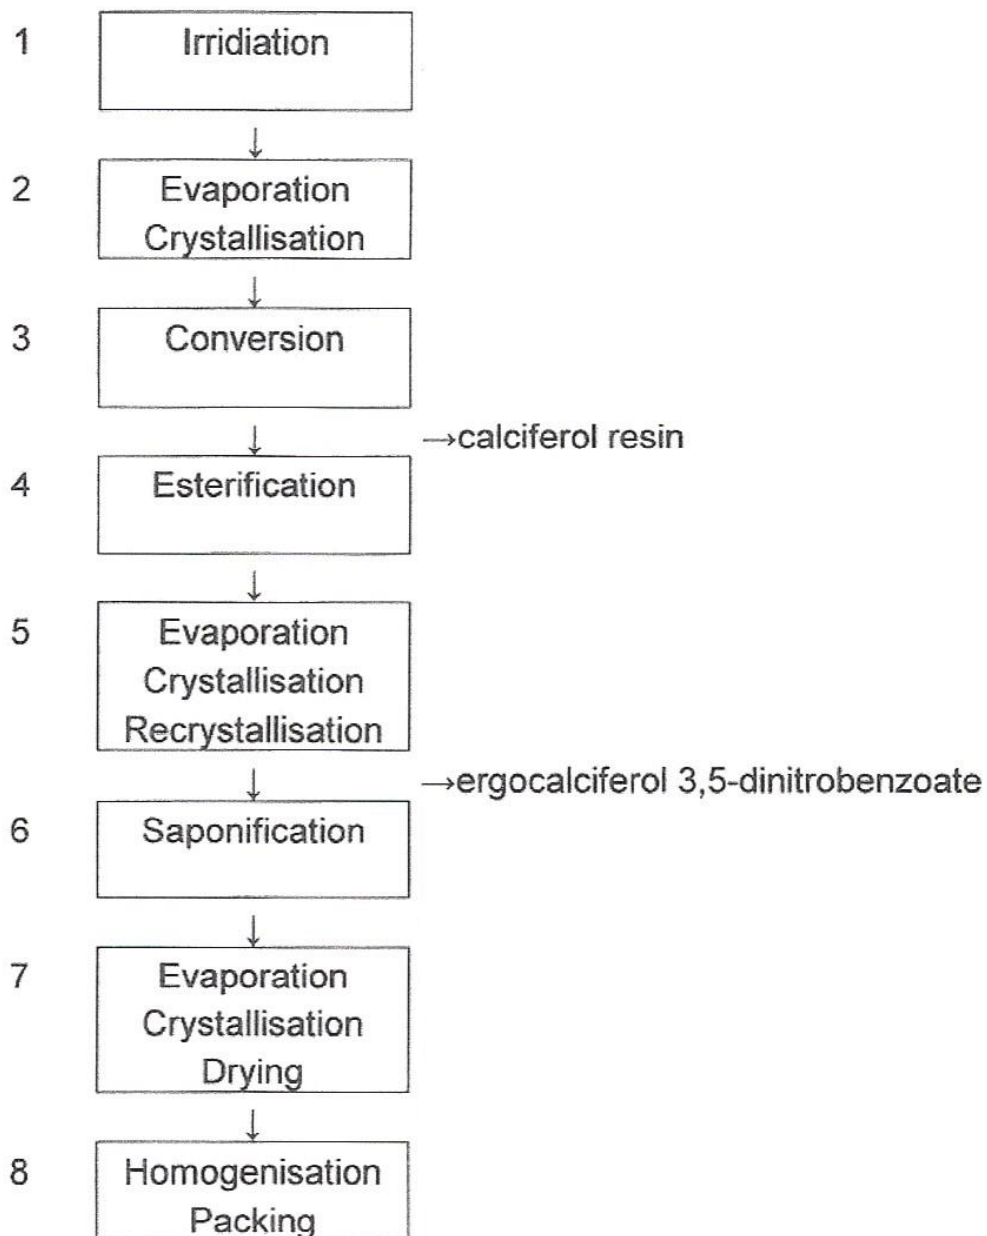 1 Irridiation
↓
2 Evaporation
Crystallisation
↓
3 Conversion
↓ →calciferol resin
4 Esterification
↓
5 Evaporation
Crystallisation
Recrystallisation
↓ →ergocalciferol 3,5-dinitrobenzoate
6 Saponification
↓
7 Evaporation
Crystallisation
Drying
↓
8 Homogenisation
Packing